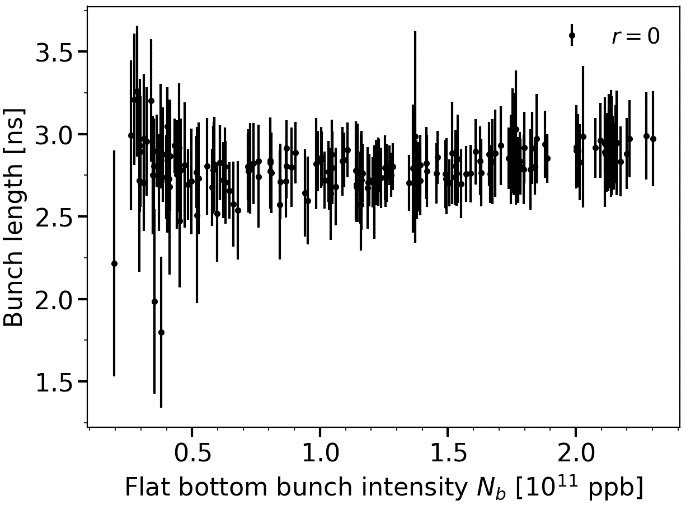 r = 0
3.5
3.0
2.5
2.0
1.5
Bunch length [ns]
0.5 1.0 1.5 2.0
Flat bottom bunch intensity N_b [10^11 ppb]